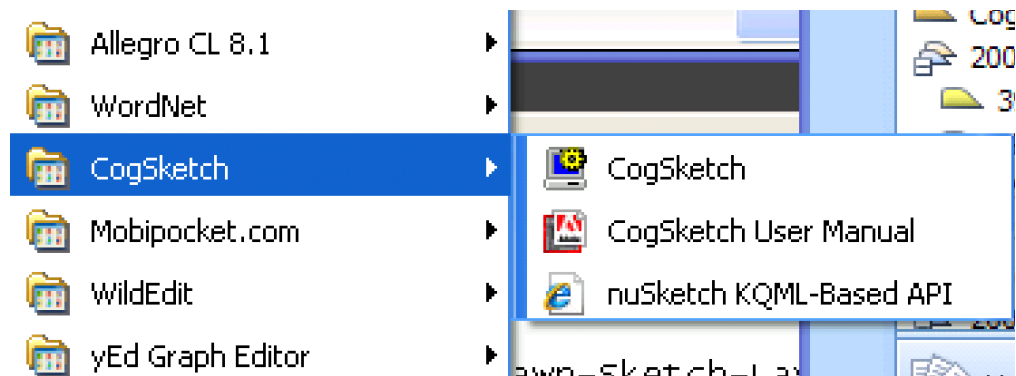 Allegro CL 8.1
WordNet
CogSketch
Mobipocket.com
WildEdit
yEd Graph Editor
CogSketch
CogSketch User Manual
nuSketch KQML-Based API